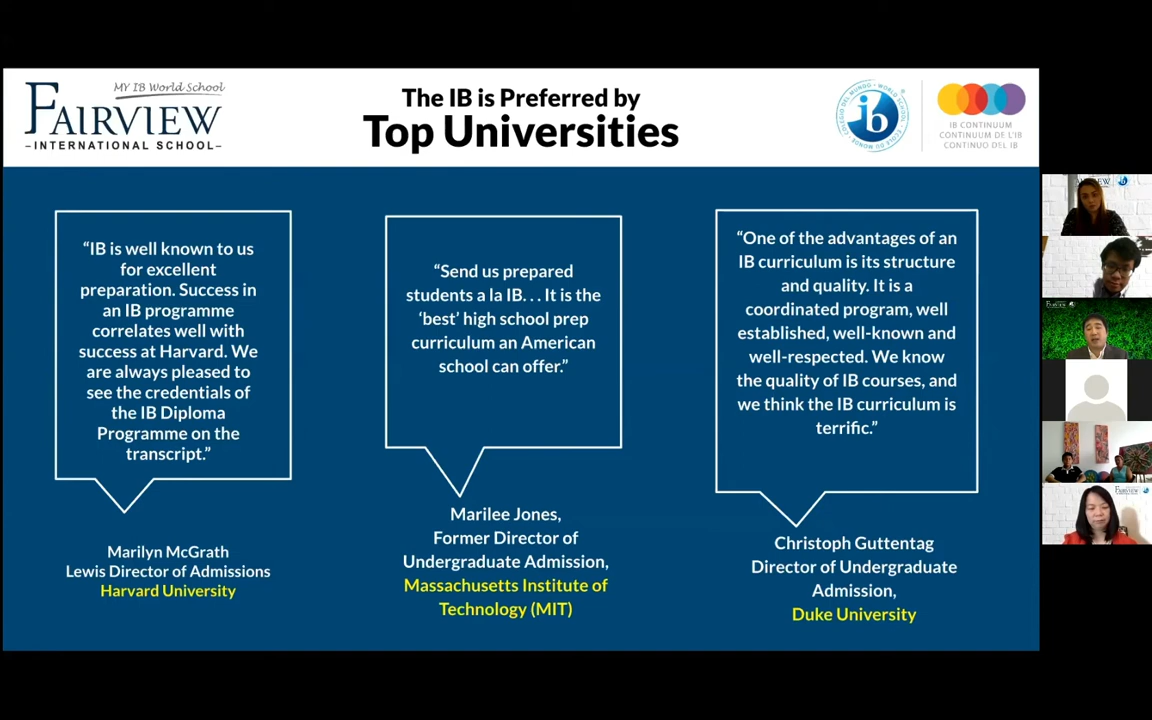 MY IB World School
FAIRVIEW
–INTERNATIONAL SCHOOL–
The IB is Preferred by
Top Universities
ib
IB CONTINUUM
CONTINUUM DE L'IB
CONTINUO DEL IB
“IB is well known to us
for excellent
preparation. Success in
an IB programme
correlates well with
success at Harvard. We
are always pleased to
see the credentials of
the IB Diploma
Programme on the
transcript.”
Marilyn McGrath
Lewis Director of Admissions
Harvard University
“Send us prepared
students a la IB. . . It is the
‘best’ high school prep
curriculum an American
school can offer.”
Marilee Jones,
Former Director of
Undergraduate Admission,
Massachusetts Institute of
Technology (MIT)
“One of the advantages of an
IB curriculum is its structure
and quality. It is a
coordinated program, well
established, well-known and
well-respected. We know
the quality of IB courses, and
we think the IB curriculum is
terrific.”
Christoph Guttentag
Director of Undergraduate
Admission,
Duke University